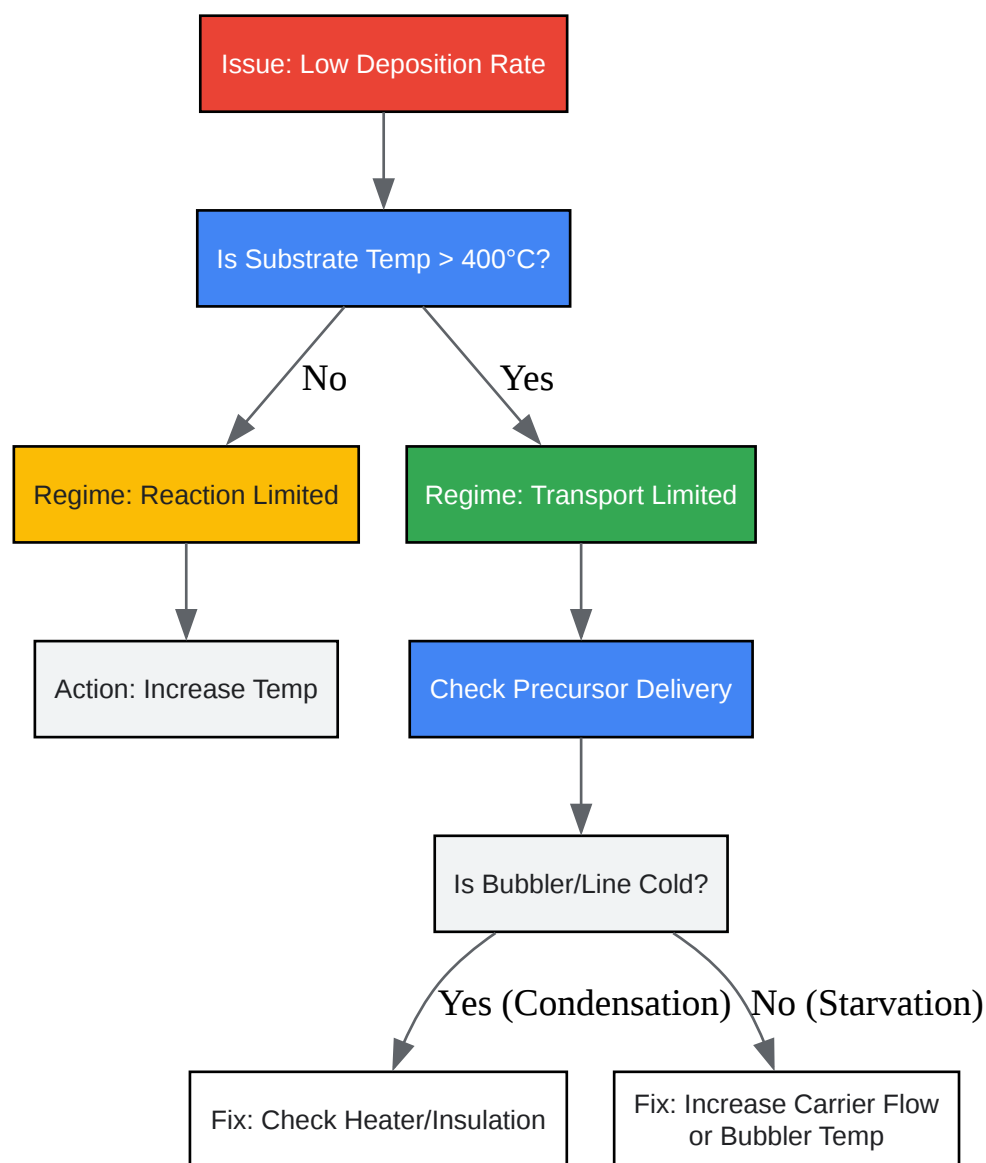 Issue: Low Deposition Rate
Is Substrate Temp > 400°C?
No
Yes
Regime: Reaction Limited
Regime: Transport Limited
Action: Increase Temp
Check Precursor Delivery
Is Bubbler/Line Cold?
Yes (Condensation)
No (Starvation)
Fix: Check Heater/Insulation
Fix: Increase Carrier Flow
or Bubbler Temp